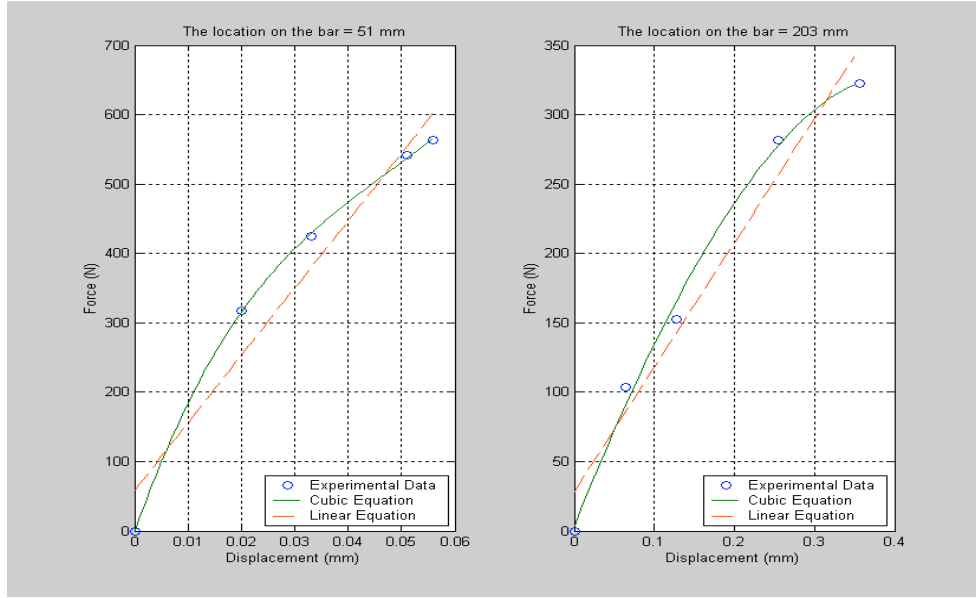 The location on the bar = 51 mm
700
600
500
400
300
200
100
0
Force (N)
0 0.01 0.02 0.03 0.04 0.05 0.06
Displacement (mm)
Experimental Data
Cubic Equation
Linear Equation
The location on the bar = 203 mm
350
300
250
200
150
100
50
0
Force (N)
0 0.1 0.2 0.3 0.4
Displacement (mm)
Experimental Data
Cubic Equation
Linear Equation